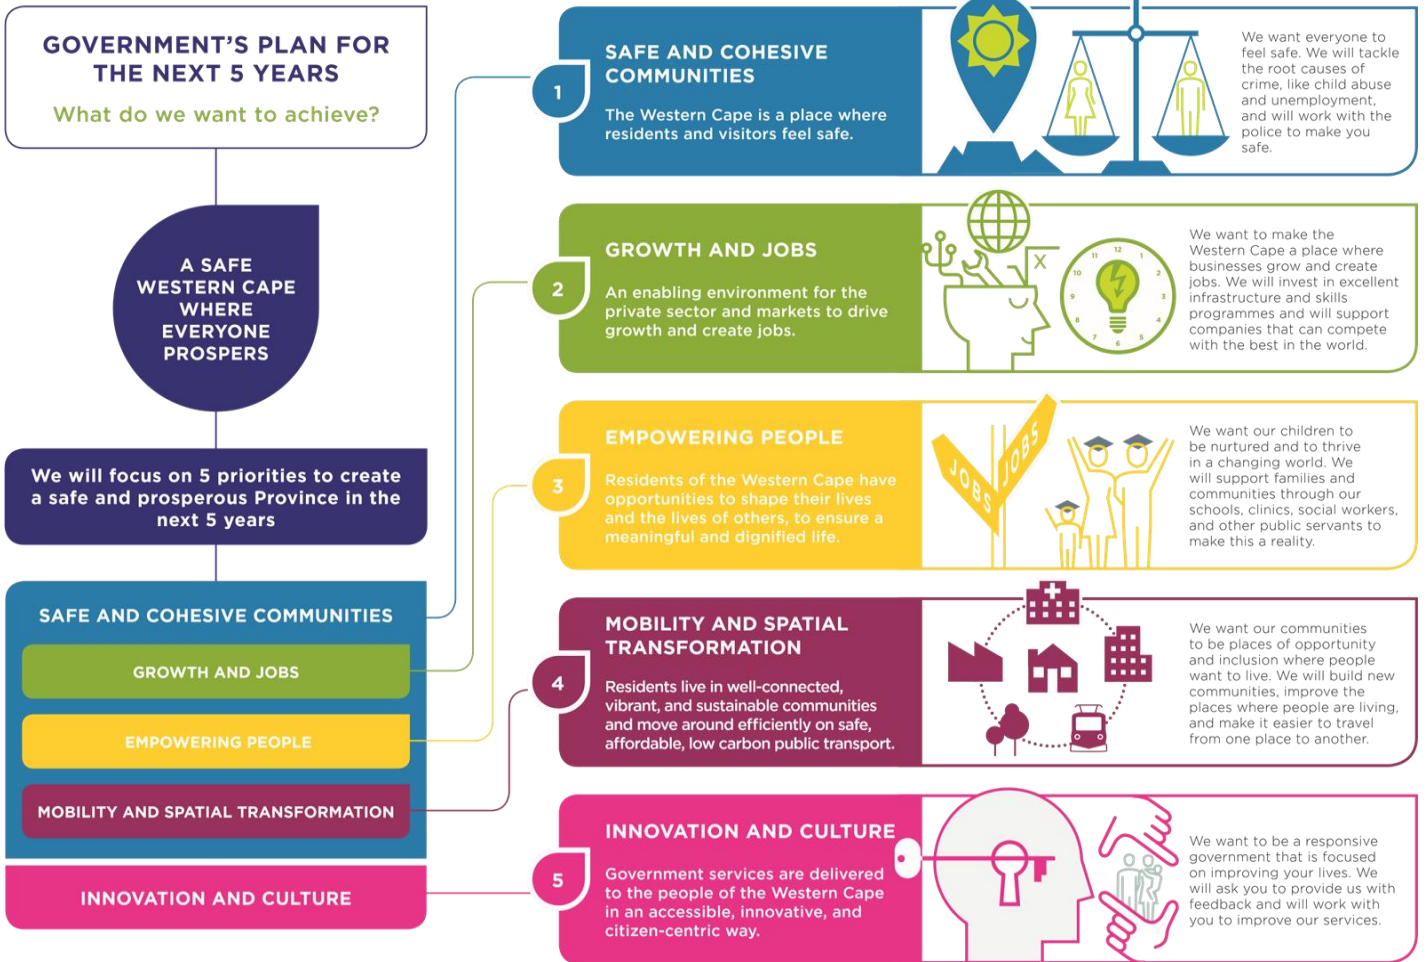 GOVERNMENT'S PLAN FOR
THE NEXT 5 YEARS
What do we want to achieve?
A SAFE
WESTERN CAPE
WHERE
EVERYONE
PROSPERS
We will focus on 5 priorities to create
a safe and prosperous Province in the
next 5 years
SAFE AND COHESIVE COMMUNITIES
GROWTH AND JOBS
EMPOWERING PEOPLE
MOBILITY AND SPATIAL TRANSFORMATION
INNOVATION AND CULTURE
1
SAFE AND COHESIVE
COMMUNITIES
The Western Cape is a place where
residents and visitors feel safe.
We want everyone to
feel safe. We will tackle
the root causes of
crime, like child abuse
and unemployment,
and will work with the
police to make you
safe.
2
GROWTH AND JOBS
An enabling environment for the
private sector and markets to drive
growth and create jobs.
X
12
1
2
3
4
5
6
7
8
9
10
11
We want to make the
Western Cape a place where
businesses grow and create
jobs. We will invest in excellent
infrastructure and skills
programmes and will support
companies that can compete
with the best in the world.
3
EMPOWERING PEOPLE
Residents of the Western Cape have
opportunities to shape their lives
and the lives of others, to ensure a
meaningful and dignified life.
JOBS
JOBS
We want our children to
be nurtured and to thrive
in a changing world. We
will support families and
communities through our
schools, clinics, social workers,
and other public servants to
make this a reality.
4
MOBILITY AND SPATIAL
TRANSFORMATION
Residents live in well-connected,
vibrant, and sustainable communities
and move around efficiently on safe,
affordable, low carbon public transport.
We want our communities
to be places of opportunity
and inclusion where people
want to live. We will build new
communities, improve the
places where people are living,
and make it easier to travel
from one place to another.
5
INNOVATION AND CULTURE
Government services are delivered
to the people of the Western Cape
in an accessible, innovative, and
citizen-centric way.
We want to be a responsive
government that is focused
on improving your lives. We
will ask you to provide us with
feedback and will work with
you to improve our services.